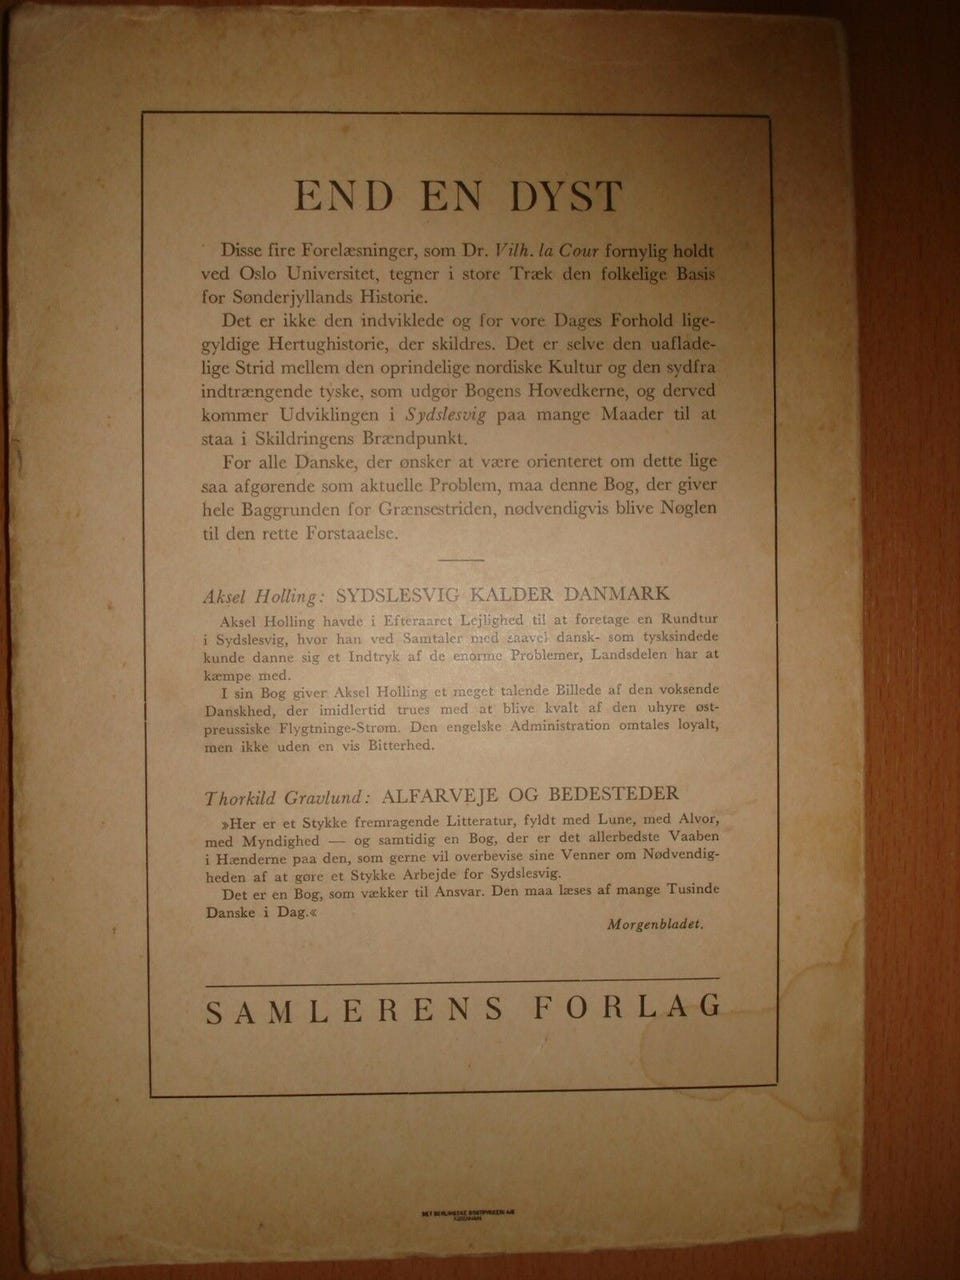 END EN DYST
Disse fire Forelæsninger, som Dr. Vilh. la Cour fornylig holdt
ved Oslo Universitet, tegner i store Træk den folkelige Basis
for Sønderjyllands Historie.
Det er ikke den indviklede og for vore Dages Forhold lige-
gyldige Hertughistorie, der skildres. Det er selve den uaflade-
lige Strid mellem den oprindelige nordiske Kultur og den sydfra
indtrængende tyske, som udgør Bogens Hovedkerne, og derved
kommer Udviklingen i Sydslesvig paa mange Maader til at
staa i Skildringens Brændpunkt.
For alle Danske, der ønsker at være orienteret om dette lige
saa afgørende som aktuelle Problem, maa denne Bog, der giver
hele Baggrunden for Grænsestriden, nødvendigvis blive Nøglen
til den rette Forstaaelse.
Aksel Holling: SYDSLESVIG KALDER DANMARK
Aksel Holling havde i Efteraaret Lejlighed til at foretage en Rundtur
i Sydslesvig, hvor han ved Samtaler med saavel dansk- som tysksindede
kunde danne sig et Indtryk af de enorme Problemer, Landsdelen har at
kæmpe med.
I sin Bog giver Aksel Holling et meget talende Billede af den voksende
Danskhed, der imidlertid trues med at blive kvalt af den uhyre øst-
preussiske Flygtninge-Strøm. Den engelske Administration omtales loyalt,
men ikke uden en vis Bitterhed.
Thorkild Gravlund: ALFARVEJE OG BEDESTEDER
»Her er et Stykke fremragende Litteratur, fyldt med Lune, med Alvor,
med Myndighed — og samtidig en Bog, der er det allerbedste Vaaben
i Hænderne paa den, som gerne vil overbevise sine Venner om Nødvendig-
heden af at gøre et Stykke Arbejde for Sydslesvig.
Det er en Bog, som vækker til Ansvar. Den maa læses af mange Tusinde
Danske i Dag.«
Morgenbladet.
SAMLERENS FORLAG
DET BERLINGSKE BOGTRYKKERI A/S
KØBENHAVN